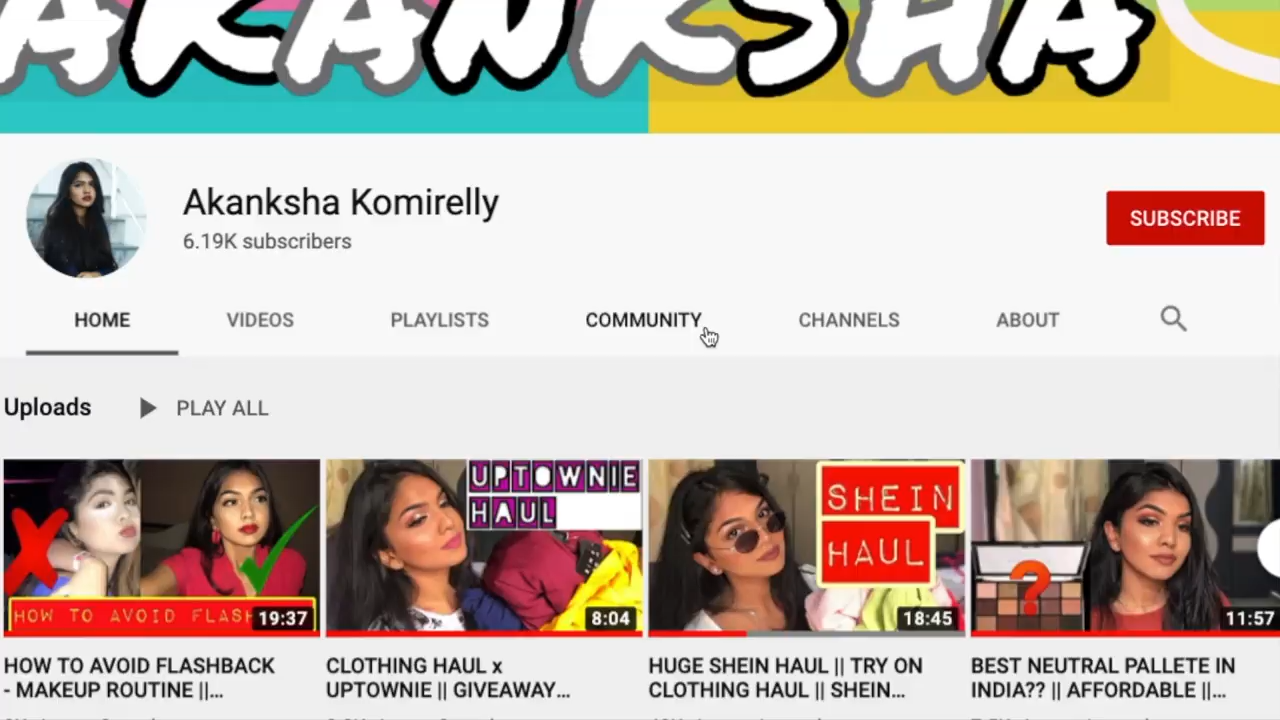 AKANKSHA
Akanksha Komirelly
6.19K subscribers
SUBSCRIBE
HOME VIDEOS PLAYLISTS COMMUNITY CHANNELS ABOUT
Uploads PLAY ALL
HOW TO AVOID FLASH
19:37
UPTOWNIE
HAUL
8:04
SHEIN
HAUL
18:45
?
11:57
HOW TO AVOID FLASHBACK
- MAKEUP ROUTINE ||...
CLOTHING HAUL x
UPTOWNIE || GIVEAWAY...
HUGE SHEIN HAUL || TRY ON
CLOTHING HAUL || SHEIN...
BEST NEUTRAL PALLETE IN
INDIA?? || AFFORDABLE ||...